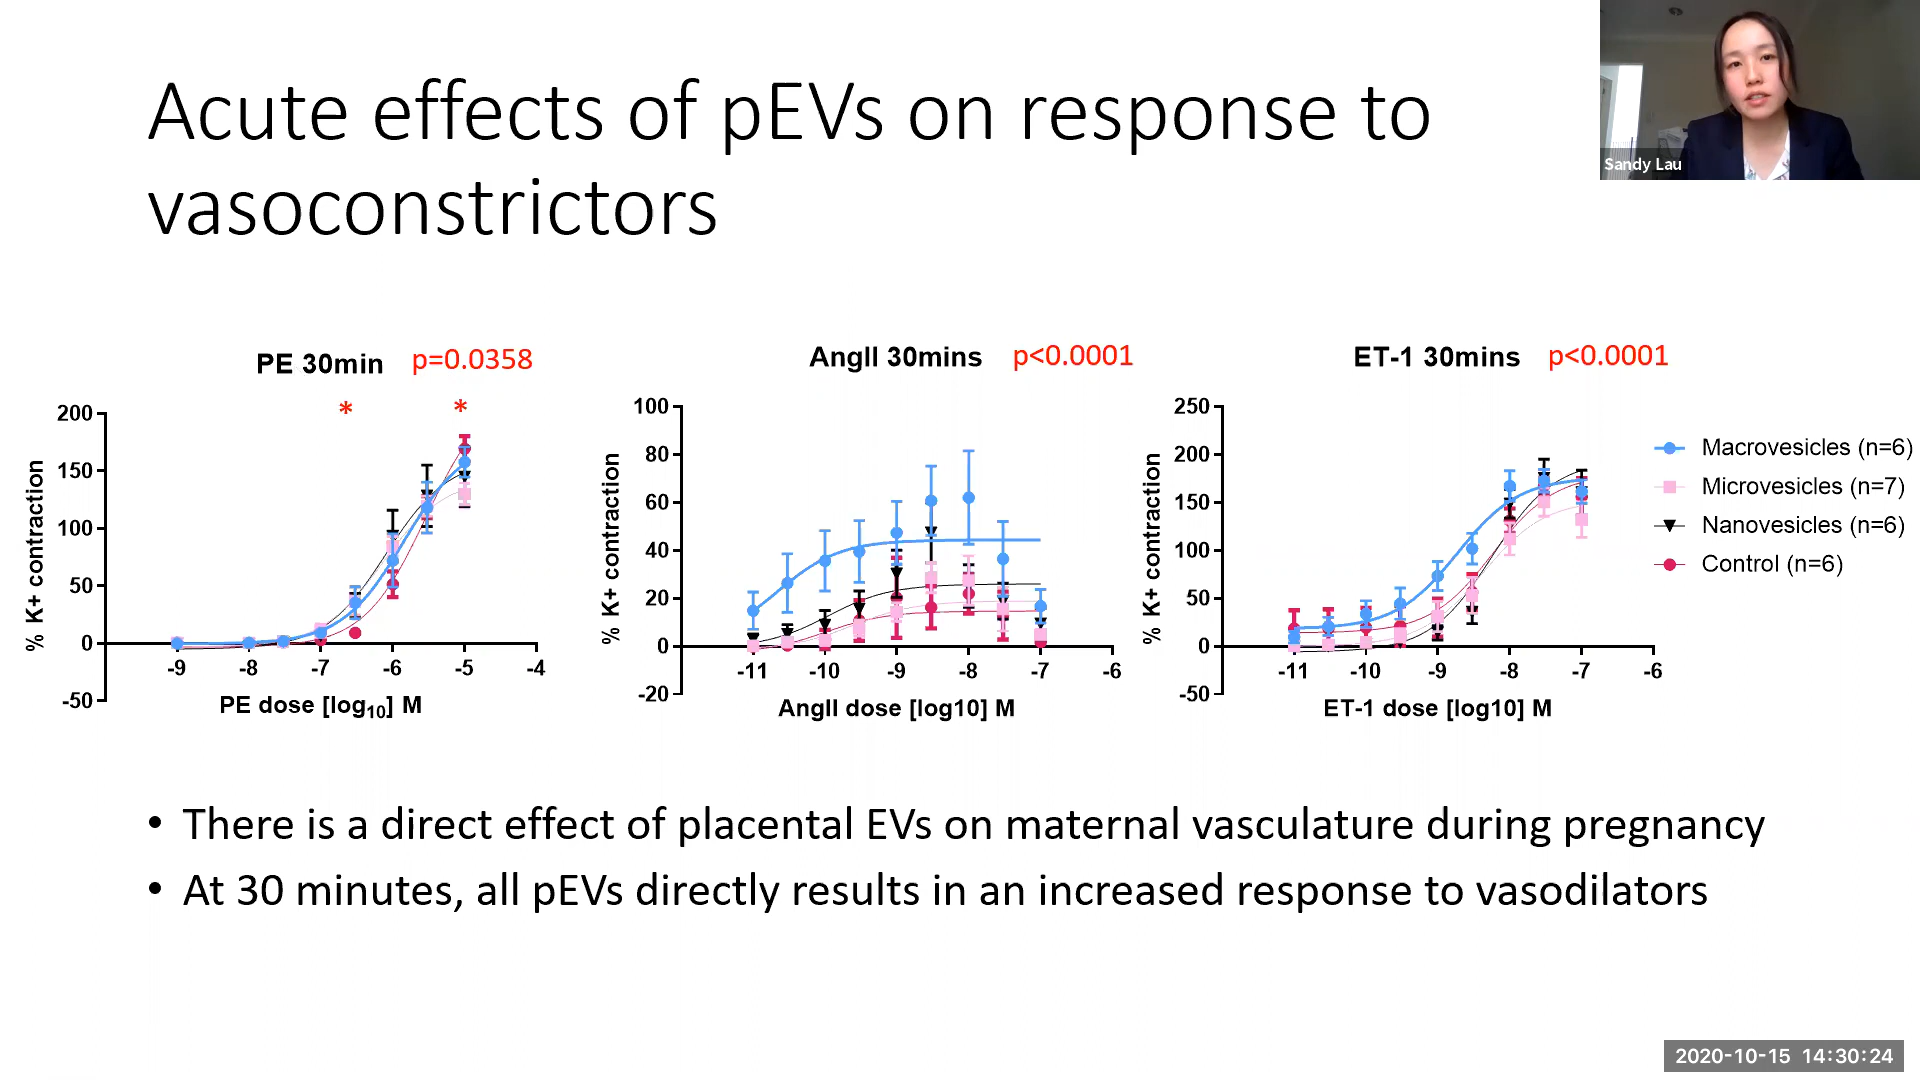 Acute effects of pEVs on response to
vasoconstrictors
Sandy Lau
PE 30min p=0.0358
* *
200
150
100
50
0
-50
% K+ contraction
-9 -8 -7 -6 -5 -4
PE dose [log10] M
AngII 30mins p<0.0001
100
80
60
40
20
0
-20
% K+ contraction
-11 -10 -9 -8 -7 -6
AngII dose [log10] M
ET-1 30mins p<0.0001
250
200
150
100
50
0
-50
% K+ contraction
-11 -10 -9 -8 -7 -6
ET-1 dose [log10] M
Macrovesicles (n=6)
Microvesicles (n=7)
Nanovesicles (n=6)
Control (n=6)
• There is a direct effect of placental EVs on maternal vasculature during pregnancy
• At 30 minutes, all pEVs directly results in an increased response to vasodilators
2020-10-15 14:30:24